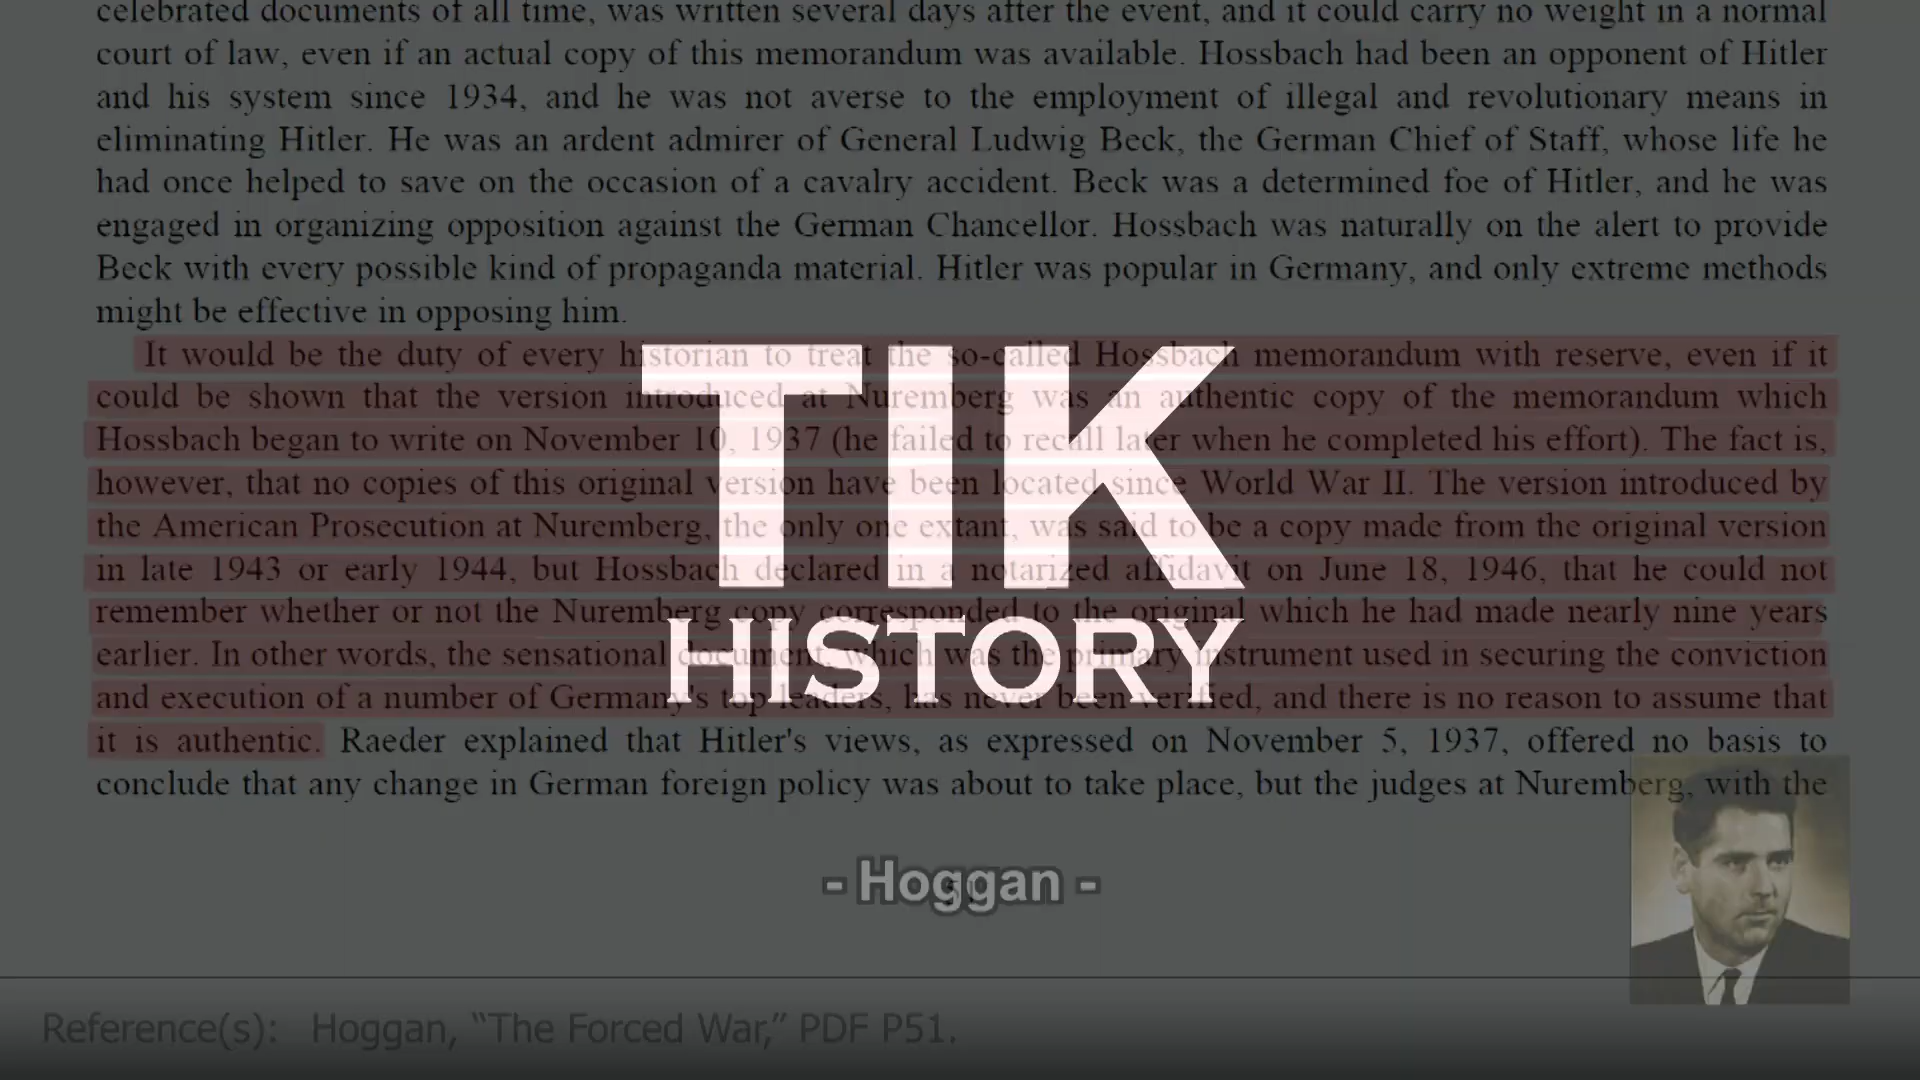 celebrated documents of all time, was written several days after the event, and it could carry no weight in a normal
court of law, even if an actual copy of this memorandum was available. Hossbach had been an opponent of Hitler
and his system since 1934, and he was not averse to the employment of illegal and revolutionary means in
eliminating Hitler. He was an ardent admirer of General Ludwig Beck, the German Chief of Staff, whose life he
had once helped to save on the occasion of a cavalry accident. Beck was a determined foe of Hitler, and he was
engaged in organizing opposition against the German Chancellor. Hossbach was naturally on the alert to provide
Beck with every possible kind of propaganda material. Hitler was popular in Germany, and only extreme methods
might be effective in opposing him.
It would be the duty of every historian to treat the so-called Hossbach memorandum with reserve, even if it
could be shown that the version introduced at Nuremberg was an authentic copy of the memorandum which
Hossbach began to write on November 10, 1937 (he failed to recall later when he completed his effort). The fact is,
however, that no copies of this original version have been located since World War II. The version introduced by
the American Prosecution at Nuremberg, the only one extant, was said to be a copy made from the original version
in late 1943 or early 1944, but Hossbach declared in a notarized affidavit on June 18, 1946, that he could not
remember whether or not the Nuremberg copy corresponded to the original which he had made nearly nine years
earlier. In other words, the sensational document, which was the primary instrument used in securing the conviction
and execution of a number of Germany's top leaders, has never been verified, and there is no reason to assume that
it is authentic. Raeder explained that Hitler's views, as expressed on November 5, 1937, offered no basis to
conclude that any change in German foreign policy was about to take place, but the judges at Nuremberg, with the
TIK
HISTORY
- Hoggan -
Reference(s): Hoggan, “The Forced War,” PDF P51.